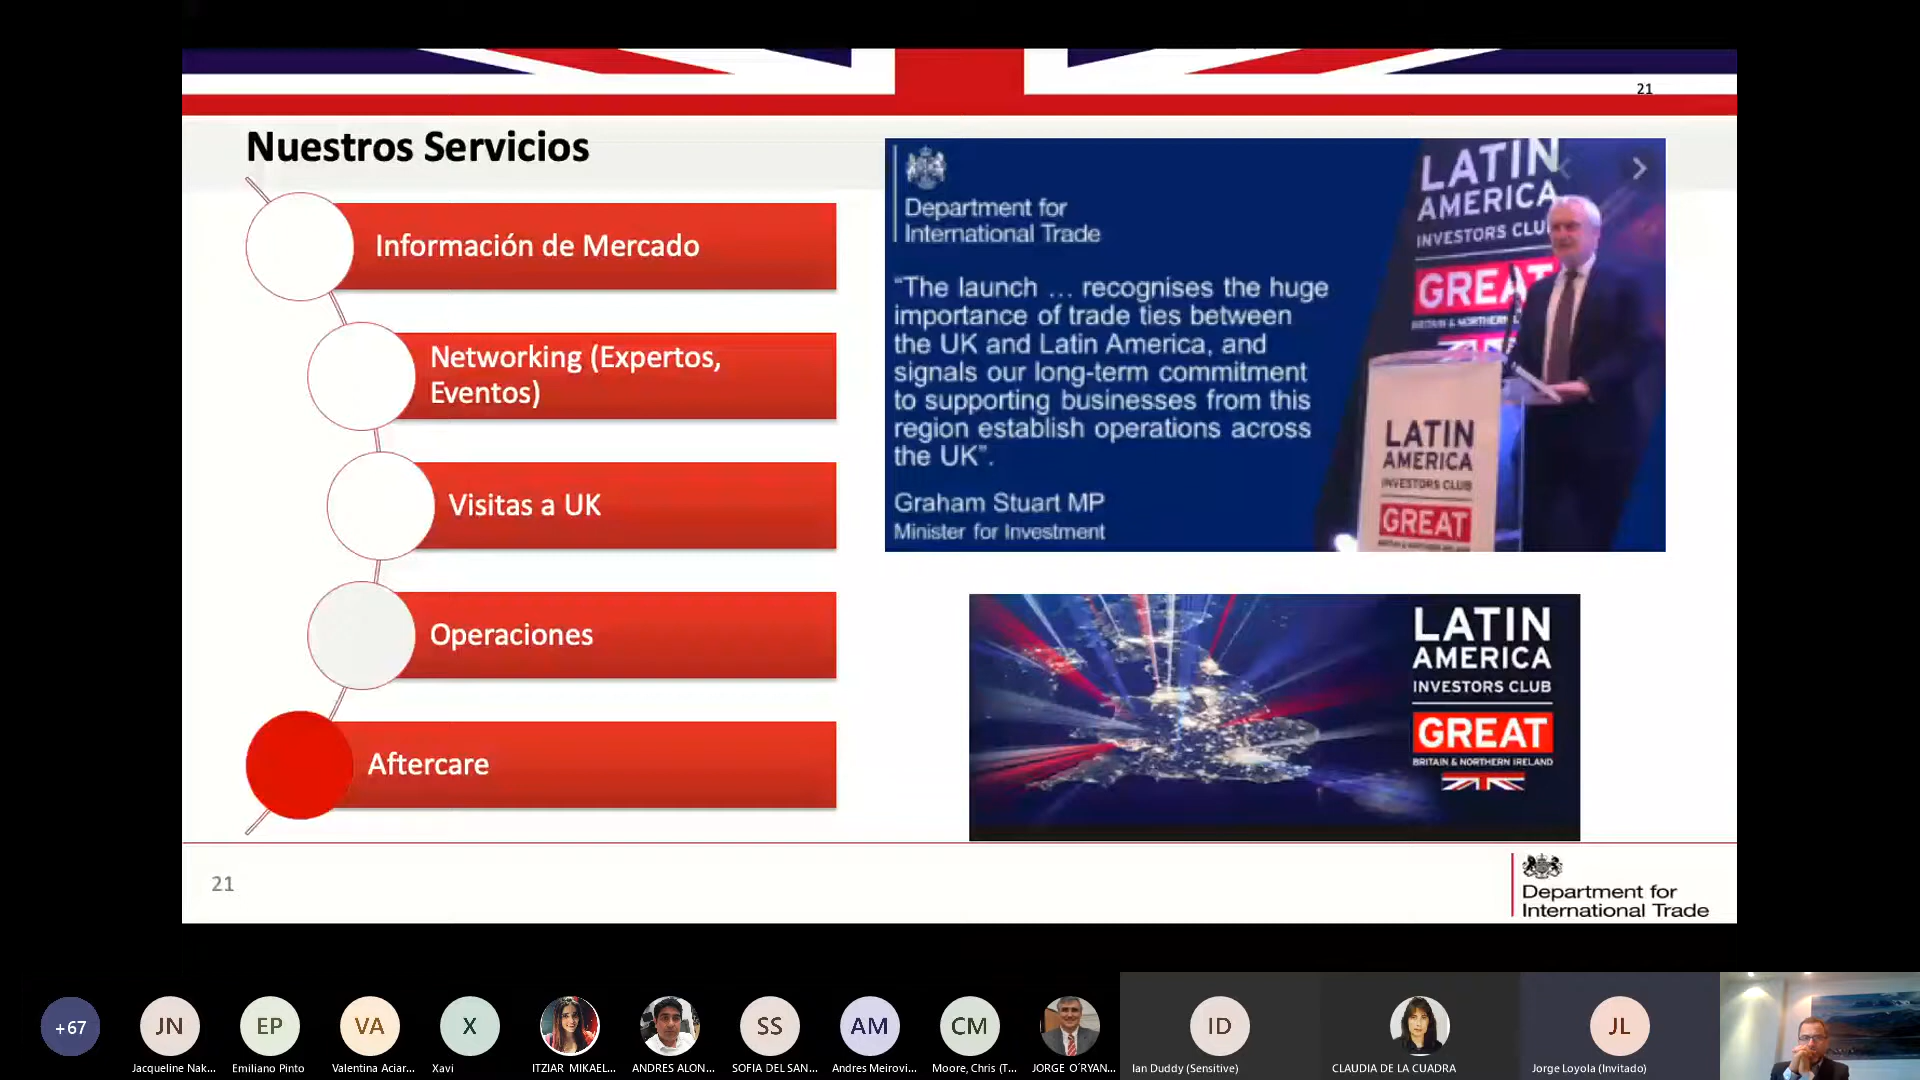 21
Nuestros Servicios
Información de Mercado
Networking (Expertos,
Eventos)
Visitas a UK
Operaciones
Aftercare
Department for
International Trade
“The launch ... recognises the huge
importance of trade ties between
the UK and Latin America, and
signals our long-term commitment
to supporting businesses from this
region establish operations across
the UK”.
Graham Stuart MP
Minister for Investment
LATIN
AMERICA
INVESTORS CLU
GREAT
LATIN
AMERICA
INVESTORS CLUB
GREAT
LATIN
AMERICA
INVESTORS CLUB
GREAT
BRITAIN & NORTHERN IRELAND
21
Department for
International Trade
+67
JN
EP
VA
X
SS
AM
CM
ID
JL
Jacqueline Nak...
Emiliano Pinto
Valentina Aciar...
Xavi
ITZIAR MIKAEL...
ANDRES ALON...
SOFIA DEL SAN...
Andres Meirovi...
Moore, Chris (T...
JORGE O´RYAN...
Ian Duddy (Sensitive)
CLAUDIA DE LA CUADRA
Jorge Loyola (Invitado)